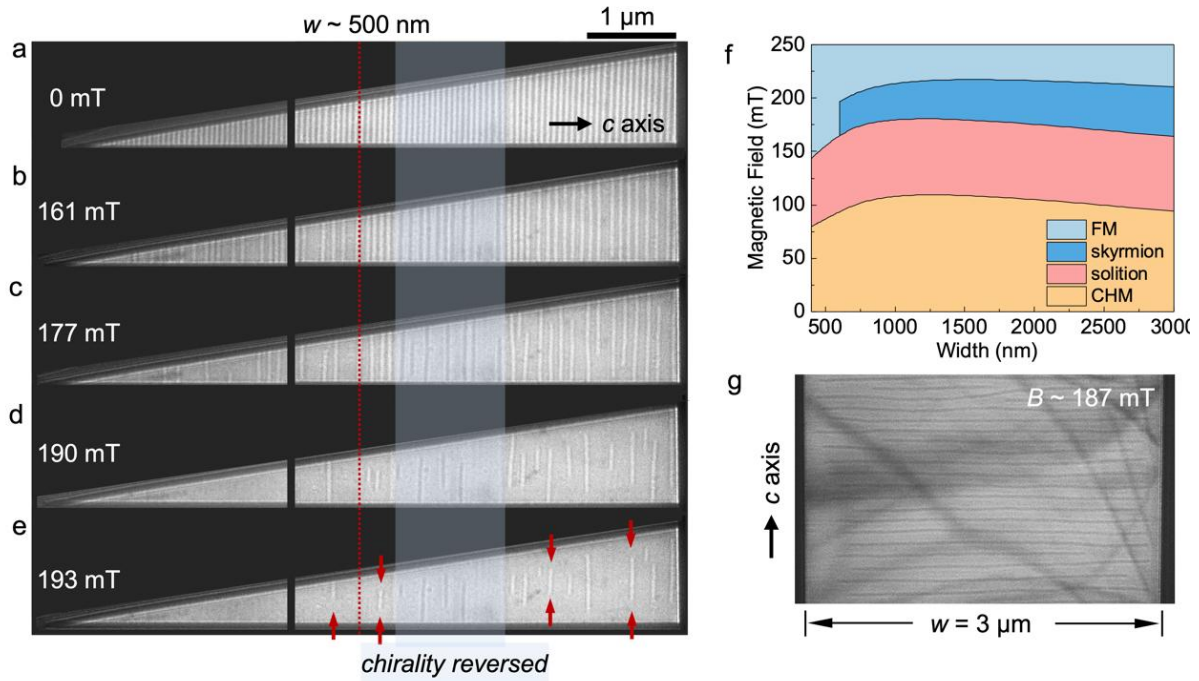 w ~ 500 nm
1 μm
a
0 mT
c axis
b
161 mT
c
177 mT
d
190 mT
e
193 mT
chirality reversed
f
Magnetic Field (mT)
250
200
150
100
50
0
FM
skyrmion
solition
CHM
500 1000 1500 2000 2500 3000
Width (nm)
g
B ~ 187 mT
c axis
w = 3 μm